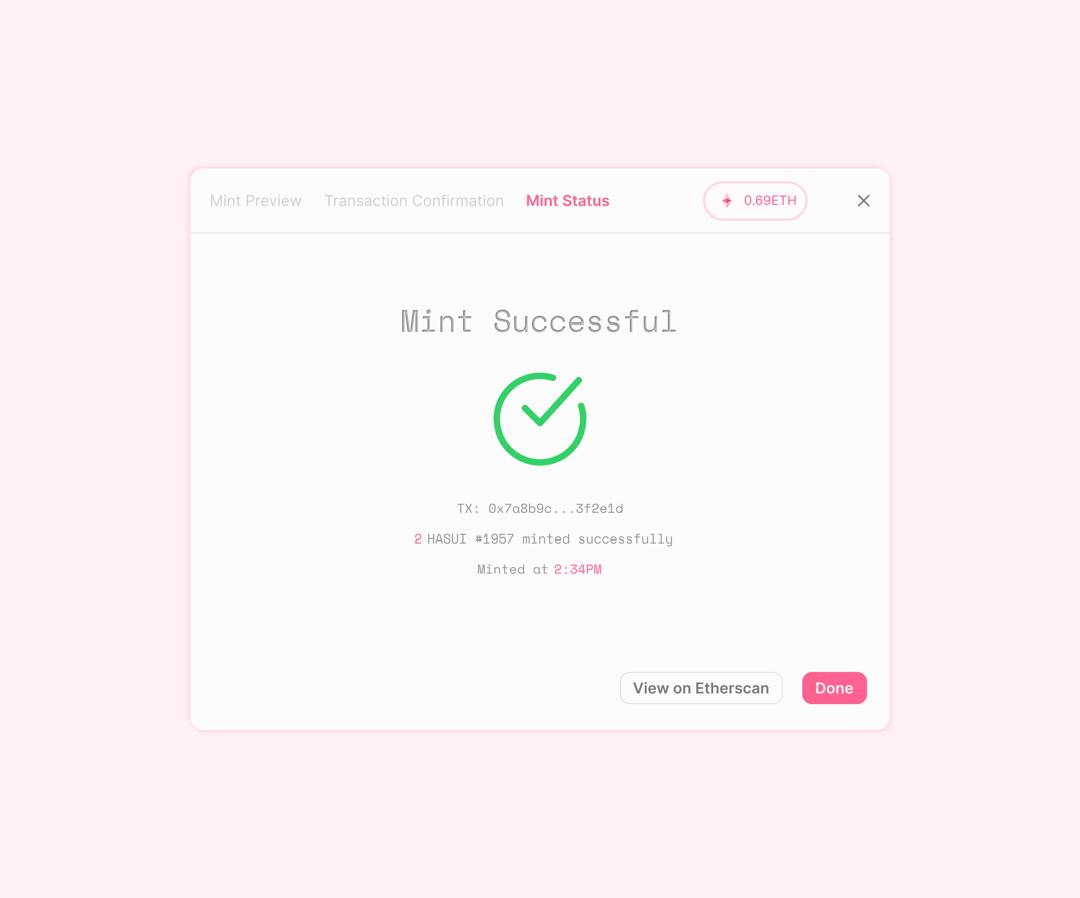 Mint Preview Transaction Confirmation Mint Status 0.69ETH
Mint Successful
TX: 0x7a8b9c...3f2e1d
2 HASUI #1957 minted successfully
Minted at 2:34PM
View on Etherscan Done